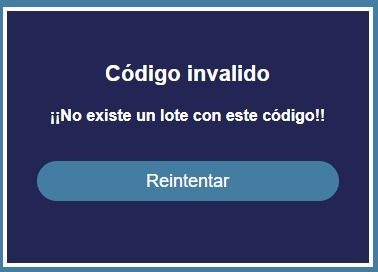 Código invalido
¡¡No existe un lote con este código!!
Reintentar